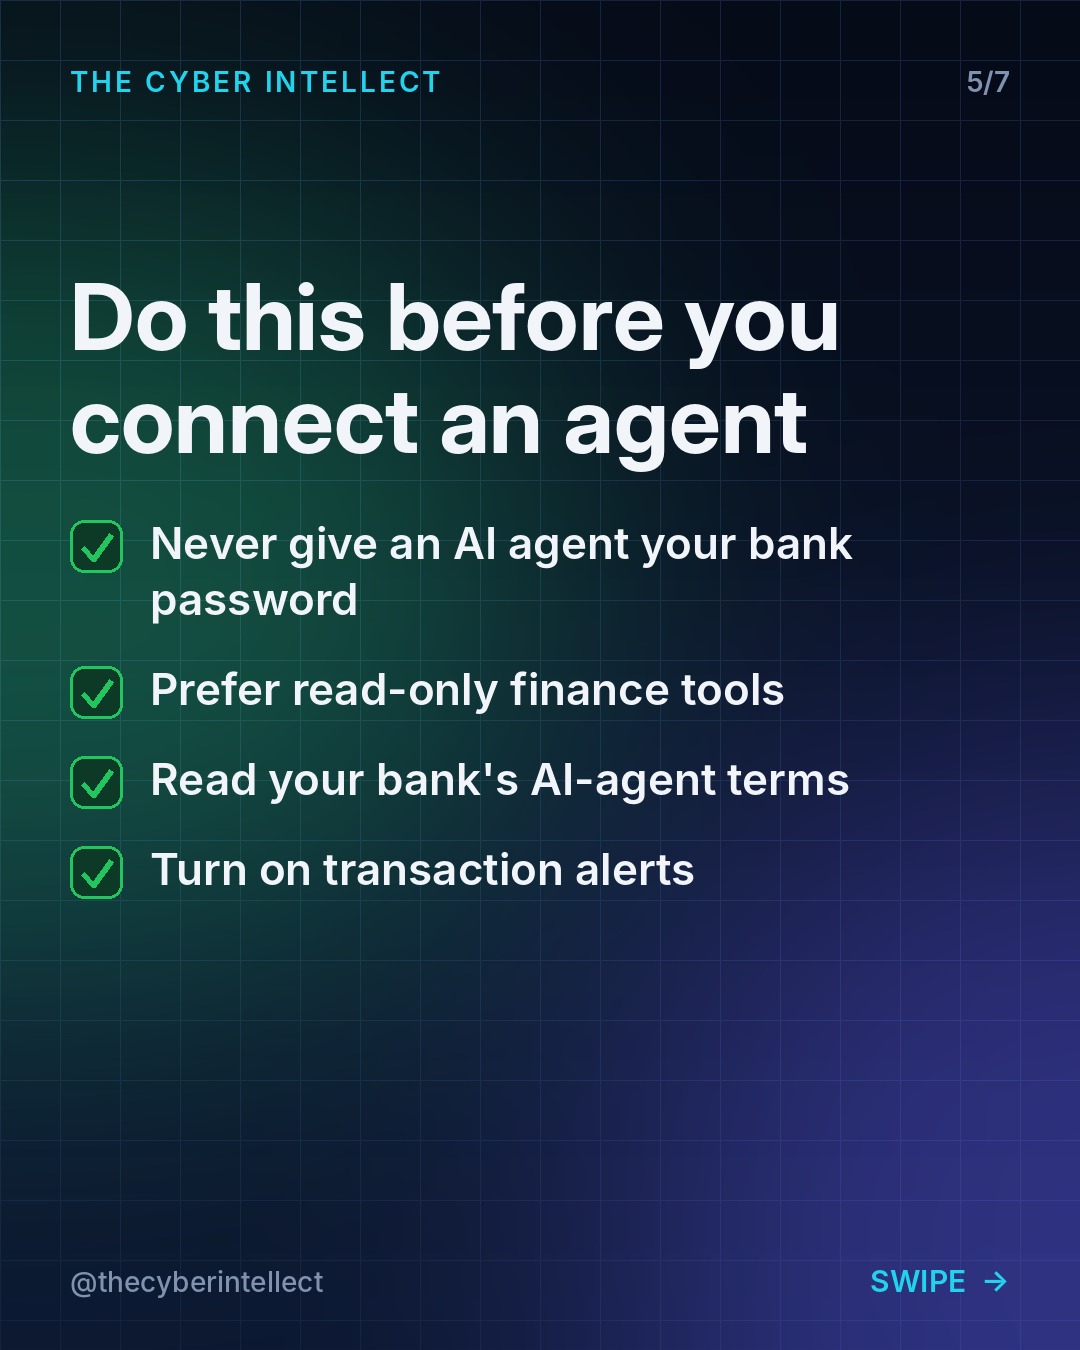 THE CYBER INTELLECT
5/7
Do this before you
connect an agent
Never give an AI agent your bank
password
Prefer read-only finance tools
Read your bank's AI-agent terms
Turn on transaction alerts
@thecyberintellect
SWIPE →